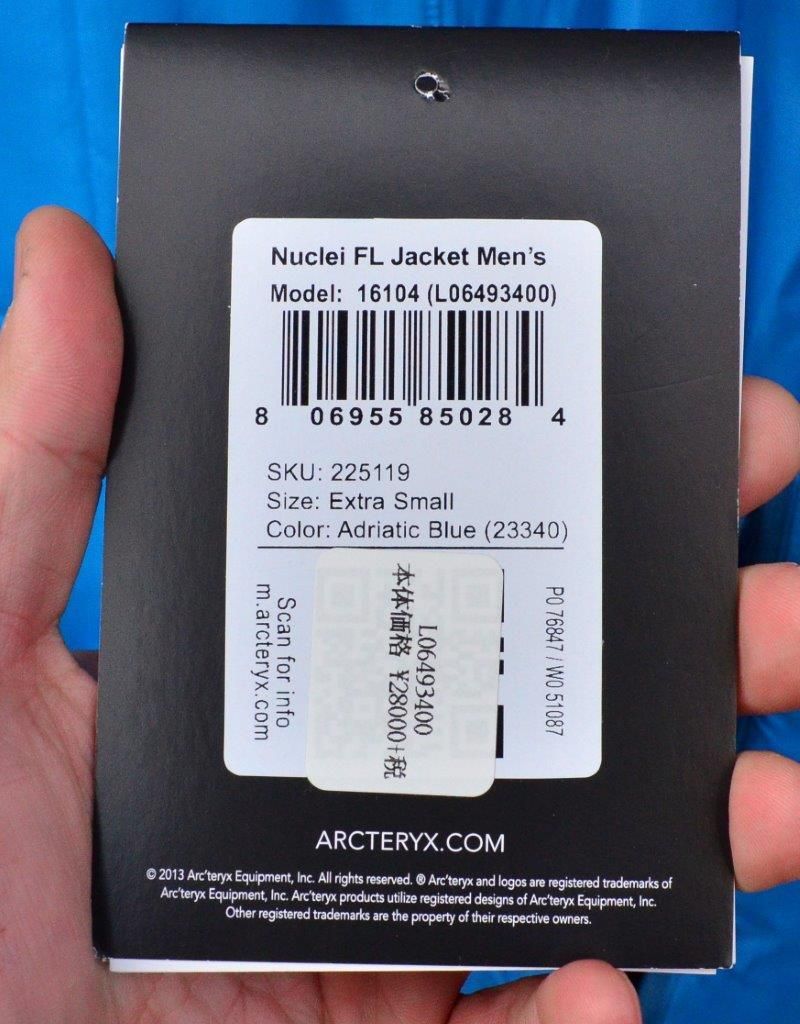 Nuclei FL Jacket Men's
Model: 16104 (L06493400)
8 06955 85028 4
SKU: 225119
Size: Extra Small
Color: Adriatic Blue (23340)
Scan for info
m.arcteryx.com
L06493400
本体価格 ¥28000+税
PO 76847 / WO 51087
ARCTERYX.COM
© 2013 Arc'teryx Equipment, Inc. All rights reserved. ® Arc'teryx and logos are registered trademarks of
Arc'teryx Equipment, Inc. Arc'teryx products utilize registered designs of Arc'teryx Equipment, Inc.
Other registered trademarks are the property of their respective owners.